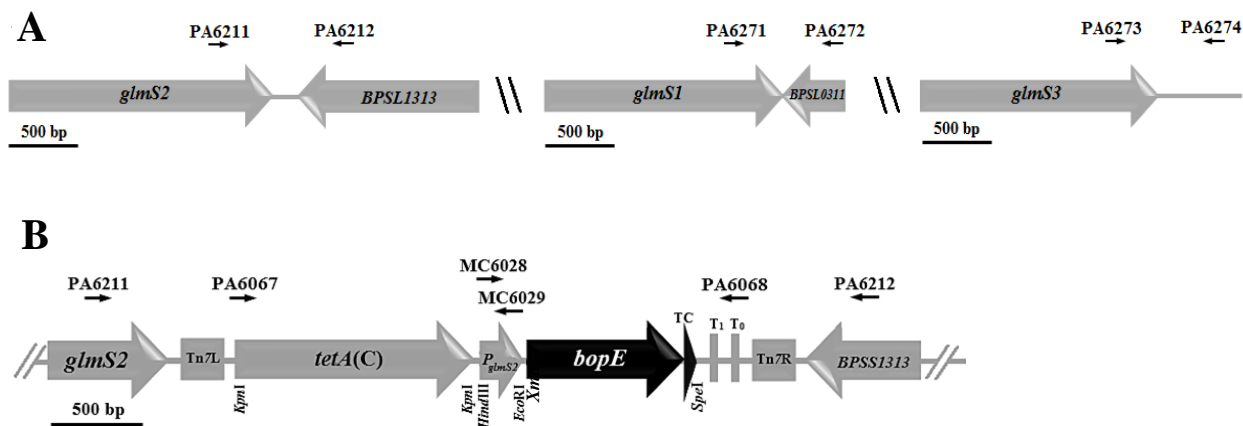 A
PA6211 PA6212 PA6271 PA6272 PA6273 PA6274
glmS2 BPSL1313 glmS1 BPSL0311 glmS3
500 bp 500 bp 500 bp
B
PA6211 PA6067 MC6028 PA6068 PA6212
MC6029
TC T1 T0
glmS2 Tn7L tetA(C) PglmS2 bopE Tn7R BPSS1313
KpnI KpnI HindIII EcoRI Xm SpeI
500 bp